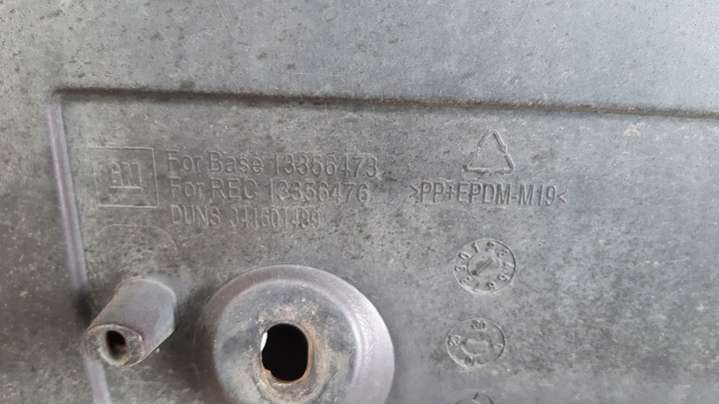 GM
For Base 13356473
For REC 13356476
DUNS
>PP+EPDM-M19<